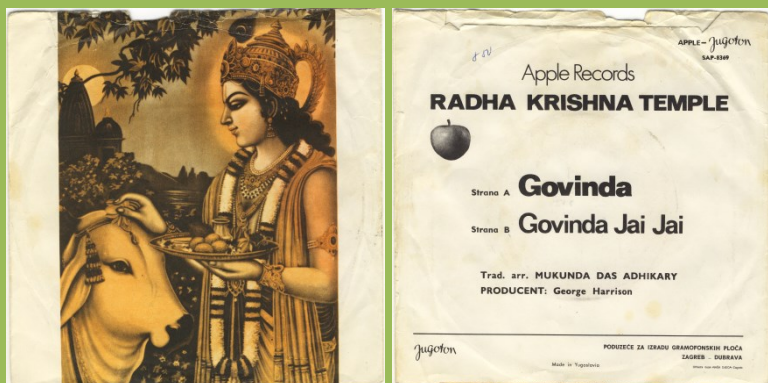 APPLE – Jugoton
SAP-8369
Apple Records
RADHA KRISHNA TEMPLE
Strana A Govinda
Strana B Govinda Jai Jai
Trad. arr. MUKUNDA DAS ADHIKARY
PRODUCENT: George Harrison
Jugoton
PODUZEĆE ZA IZRADU GRAMOFONSKIH PLOČA
ZAGREB - DUBRAVA
Made in Yugoslavia